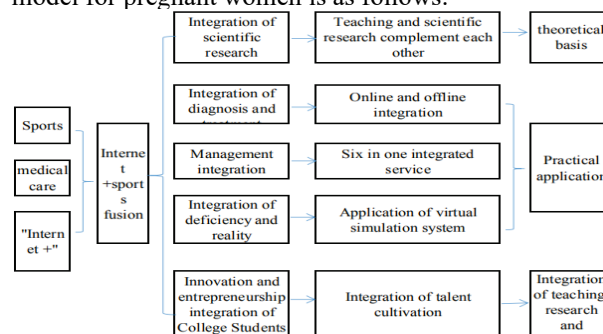 model for pregnant women is as follows:
Integration of
scientific
research
Teaching and scientific
research complement each
other
theoretical
basis
Integration of
diagnosis and
Online and offline
integration
Sports
medical
care
"Intern
et +"
Interne
t
+sport
s
fusion
Management
integration
Six in one integrated
service
Practical
application
Integration of
deficiency and
reality
Application of virtual
simulation system
Innovation and
entrepreneurship
integration of
College Students
Integration of talent
cultivation
Integration
of teaching,
research
and